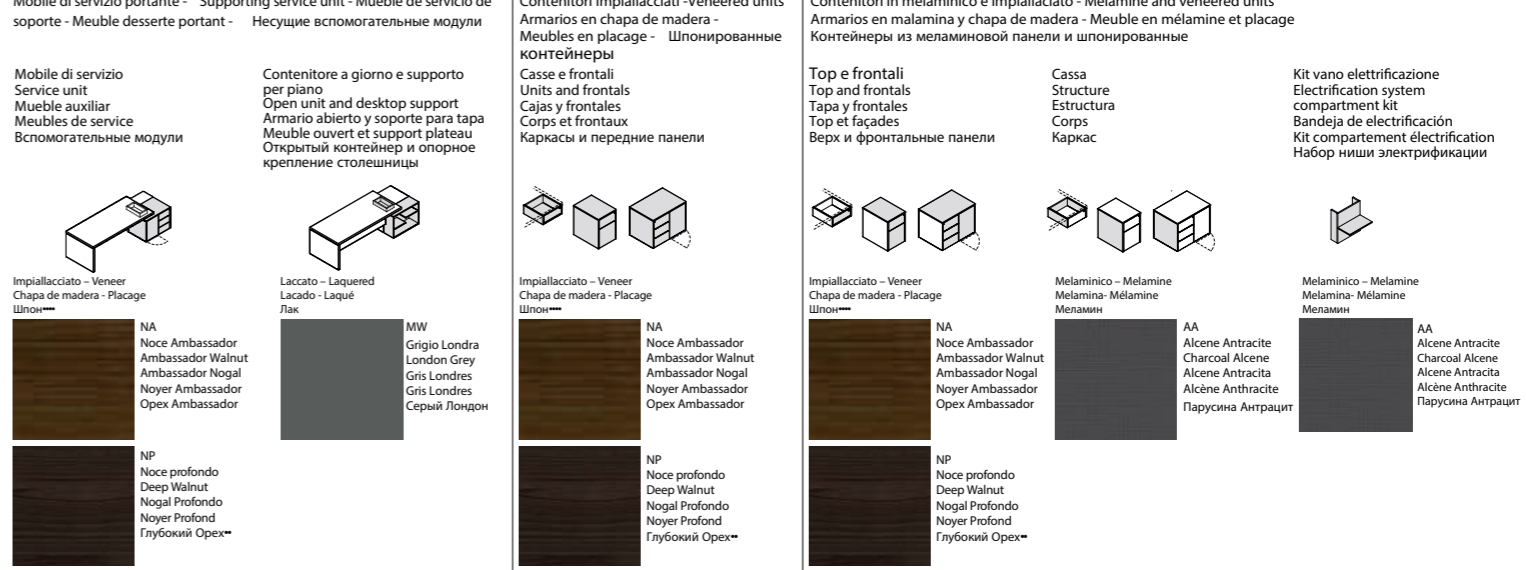 Mobile di servizio portante - Supporting service unit - Mueble de servicio de
soporte - Meuble desserte portant - Несущие вспомогательные модули
Mobile di servizio
Service unit
Mueble auxiliar
Meubles de service
Вспомогательные модули
Contenitore a giorno e supporto
per piano
Open unit and desktop support
Armario abierto y soporte para tapa
Meuble ouvert et support plateau
Открытый контейнер и опорное
крепление столешницы
Impiallacciato – Veneer
Chapa de madera - Placage
Шпон••••
NA
Noce Ambassador
Ambassador Walnut
Ambassador Nogal
Noyer Ambassador
Орех Ambassador
NP
Noce profondo
Deep Walnut
Nogal Profondo
Noyer Profond
Глубокий Орех••
Laccato – Laquered
Lacado - Laqué
Лак
MW
Grigio Londra
London Grey
Gris Londres
Gris Londres
Серый Лондон
Contenitori impiallacciati -Veneered units
Armarios en chapa de madera -
Meubles en placage - Шпонированные
контейнеры
Casse e frontali
Units and frontals
Cajas y frontales
Corps et frontaux
Каркасы и передние панели
Impiallacciato – Veneer
Chapa de madera - Placage
Шпон••••
NA
Noce Ambassador
Ambassador Walnut
Ambassador Nogal
Noyer Ambassador
Орех Ambassador
NP
Noce profondo
Deep Walnut
Nogal Profondo
Noyer Profond
Глубокий Орех••
Contenitori in melaminico e impiallaciato - Melamine and veneered units
Armarios en malamina y chapa de madera - Meuble en mélamine et placage
Контейнеры из меламиновой панели и шпонированные
Top e frontali
Top and frontals
Tapa y frontales
Top et façades
Верх и фронтальные панели
Cassa
Structure
Estructura
Corps
Каркас
Kit vano elettrificazione
Electrification system
compartment kit
Bandeja de electrificación
Kit compartement électrification
Набор ниши электрификации
Impiallacciato – Veneer
Chapa de madera - Placage
Шпон••••
NA
Noce Ambassador
Ambassador Walnut
Ambassador Nogal
Noyer Ambassador
Орех Ambassador
NP
Noce profondo
Deep Walnut
Nogal Profondo
Noyer Profond
Глубокий Орех••
Melaminico – Melamine
Melamina- Mélamine
Меламин
AA
Alcene Antracite
Charcoal Alcene
Alcene Antracita
Alcène Anthracite
Парусина Антрацит
Melaminico – Melamine
Melamina- Mélamine
Меламин
AA
Alcene Antracite
Charcoal Alcene
Alcene Antracita
Alcène Anthracite
Парусина Антрацит